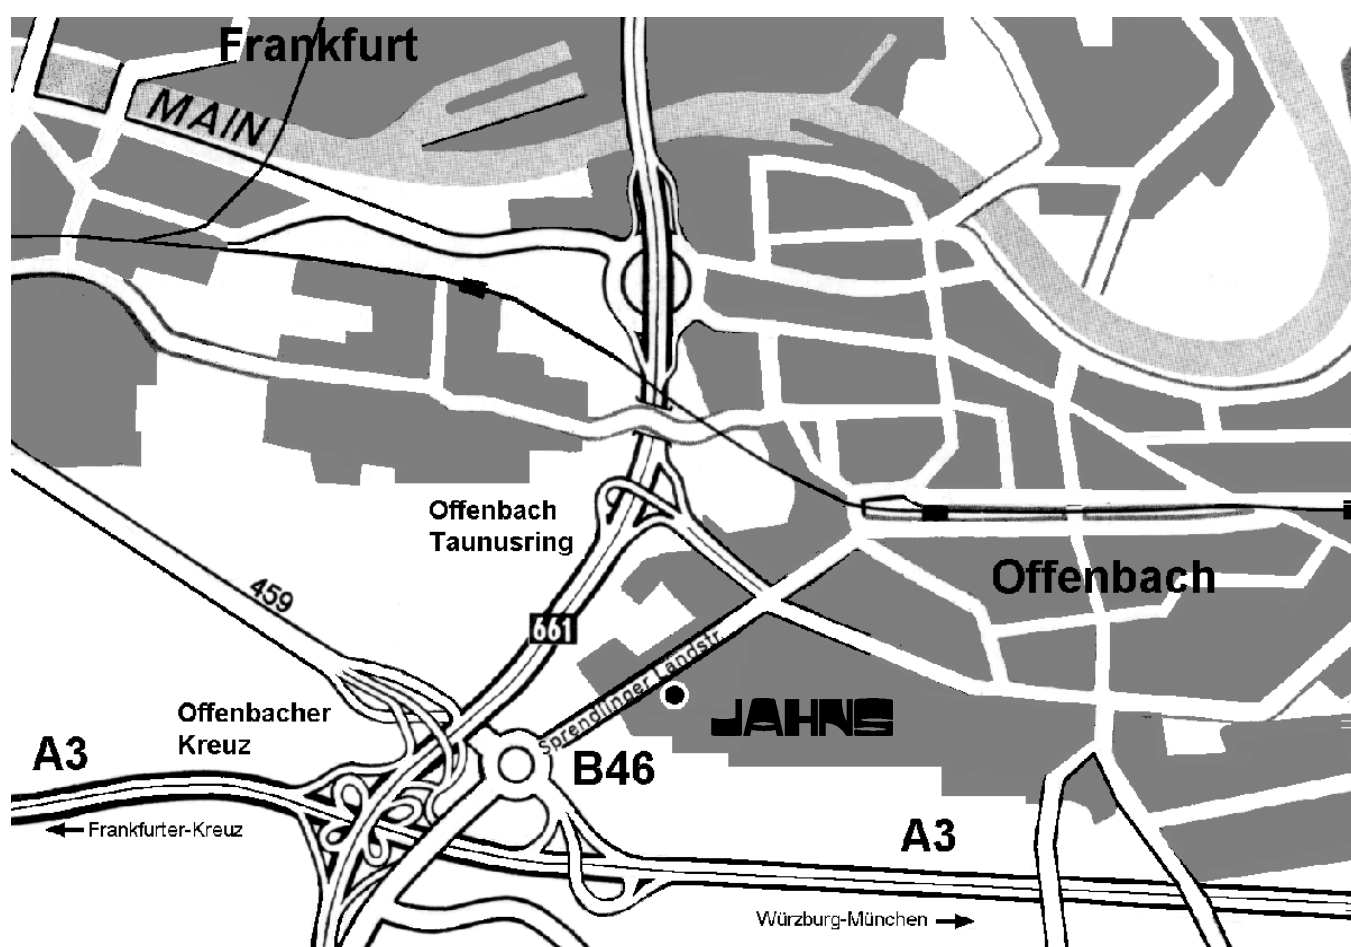 Frankfurt
MAIN
Offenbach
Taunusring
Offenbach
459
661
Sprendlinger Landstr.
Offenbacher
Kreuz
JAHNS
A3
B46
Frankfurter-Kreuz
A3
Würzburg-München